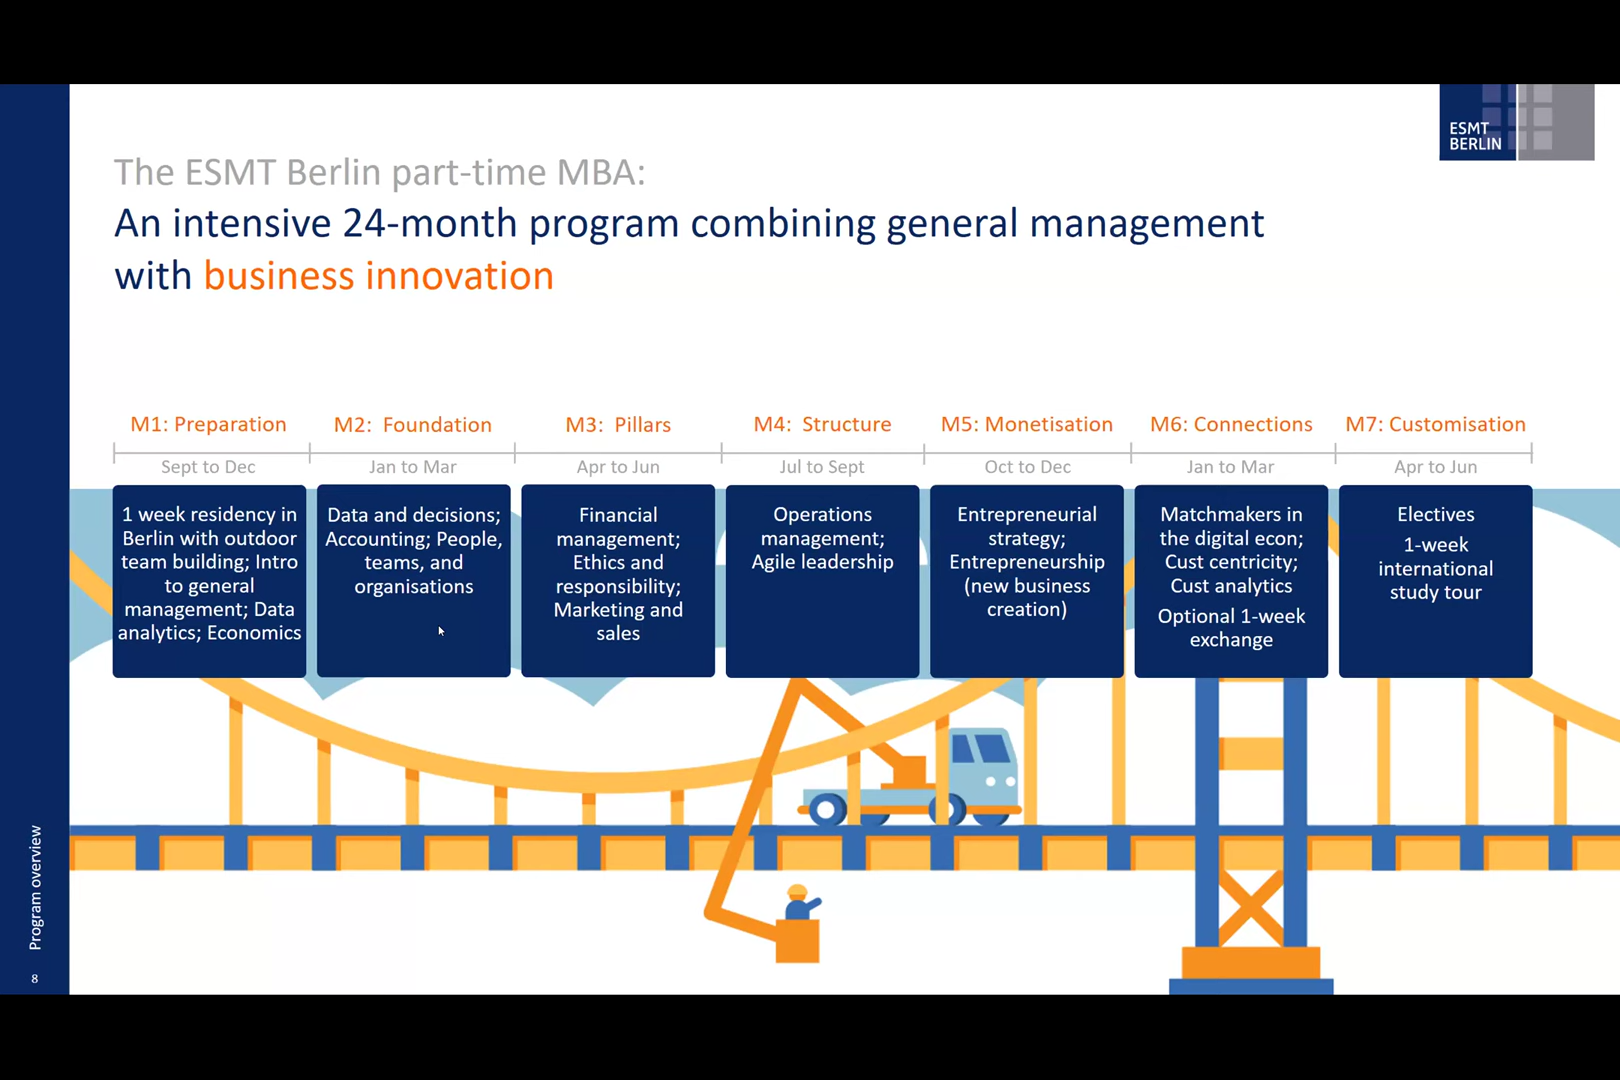 ESMT
BERLIN
The ESMT Berlin part-time MBA:
An intensive 24-month program combining general management
with business innovation
M1: Preparation
M2: Foundation
M3: Pillars
M4: Structure
M5: Monetisation
M6: Connections
M7: Customisation
Sept to Dec
Jan to Mar
Apr to Jun
Jul to Sept
Oct to Dec
Jan to Mar
Apr to Jun
1 week residency in
Berlin with outdoor
team building; Intro
to general
management; Data
analytics; Economics
Data and decisions;
Accounting; People,
teams, and
organisations
Financial
management;
Ethics and
responsibility;
Marketing and
sales
Operations
management;
Agile leadership
Entrepreneurial
strategy;
Entrepreneurship
(new business
creation)
Matchmakers in
the digital econ;
Cust centricity;
Cust analytics
Optional 1-week
exchange
Electives
1-week
international
study tour
Program overview
8